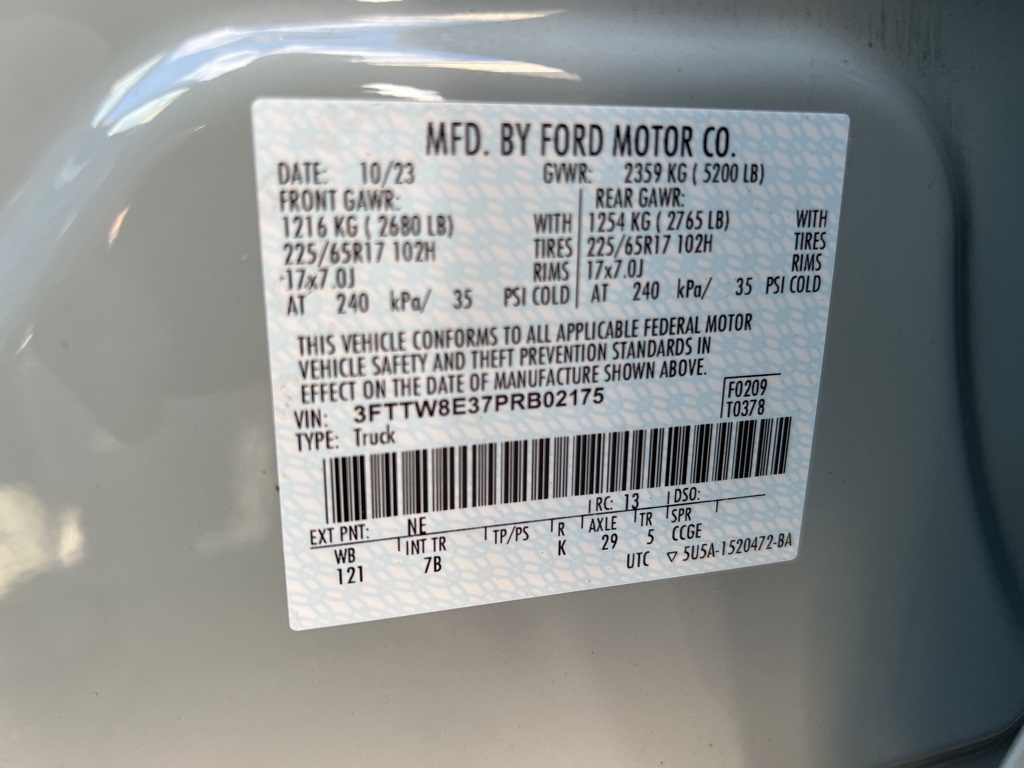 MFD. BY FORD MOTOR CO.
DATE: 10/23 GVWR: 2359 KG ( 5200 LB)
FRONT GAWR: REAR GAWR:
1216 KG ( 2680 LB) WITH 1254 KG ( 2765 LB) WITH
225/65R17 102H TIRES 225/65R17 102H TIRES
17x7.0J RIMS 17x7.0J RIMS
AT 240 kPa/ 35 PSI COLD AT 240 kPa/ 35 PSI COLD
THIS VEHICLE CONFORMS TO ALL APPLICABLE FEDERAL MOTOR
VEHICLE SAFETY AND THEFT PREVENTION STANDARDS IN
EFFECT ON THE DATE OF MANUFACTURE SHOWN ABOVE.
VIN: 3FTTW8E37PRB02175 F0209
TYPE: Truck T0378
EXT PNT: NE RC: 13 DSO:
WB INT TR TP/PS R AXLE TR SPR
121 7B K 29 5 CCGE
UTC ▽ 5U5A-1520472-BA